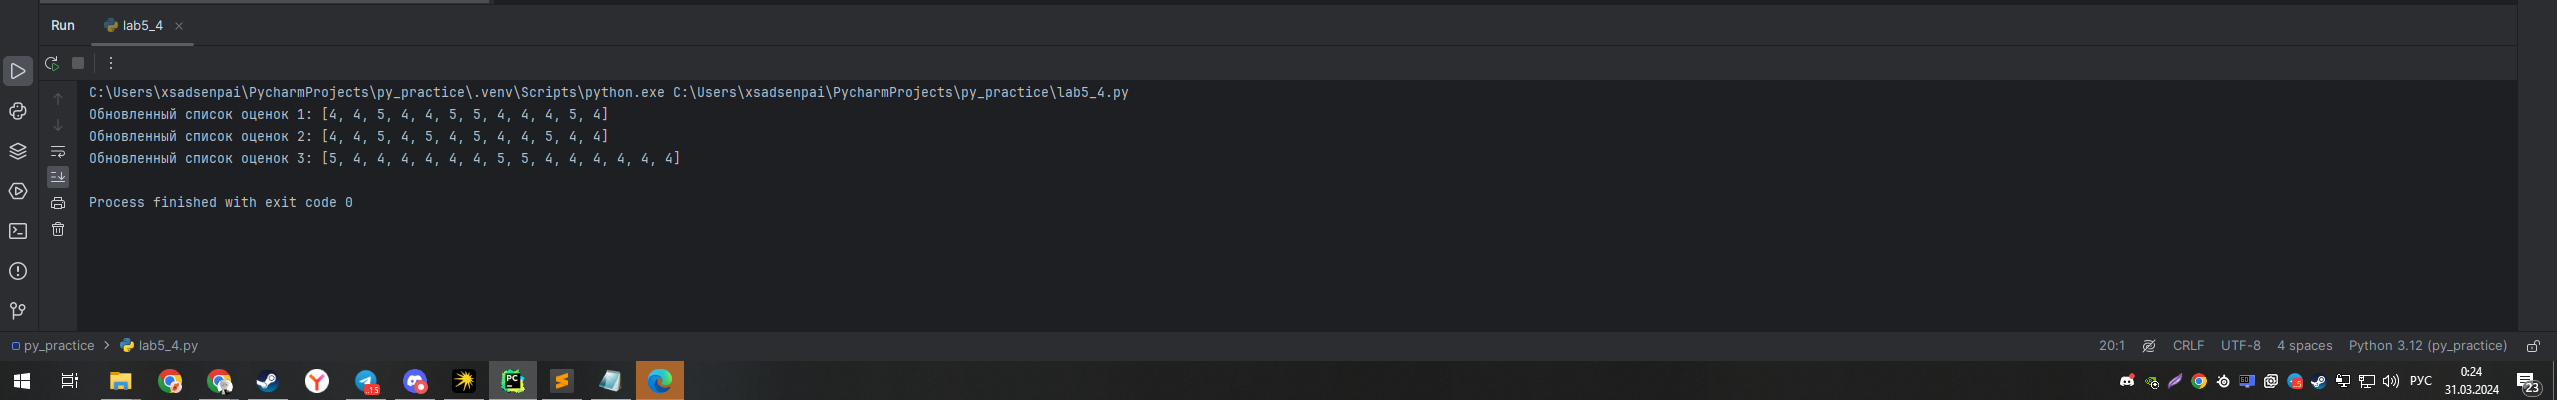 Run lab5_4
C:\Users\xsadsenpai\PycharmProjects\py_practice\.venv\Scripts\python.exe C:\Users\xsadsenpai\PycharmProjects\py_practice\lab5_4.py
Обновленный список оценок 1: [4, 4, 5, 4, 4, 5, 5, 4, 4, 4, 5, 4]
Обновленный список оценок 2: [4, 4, 5, 4, 5, 4, 5, 4, 4, 5, 4, 4]
Обновленный список оценок 3: [5, 4, 4, 4, 4, 4, 4, 5, 5, 4, 4, 4, 4, 4, 4]
Process finished with exit code 0
py_practice > lab5_4.py 20:1 CRLF UTF-8 4 spaces Python 3.12 (py_practice)
PC
РУС
0:24
31.03.2024
23